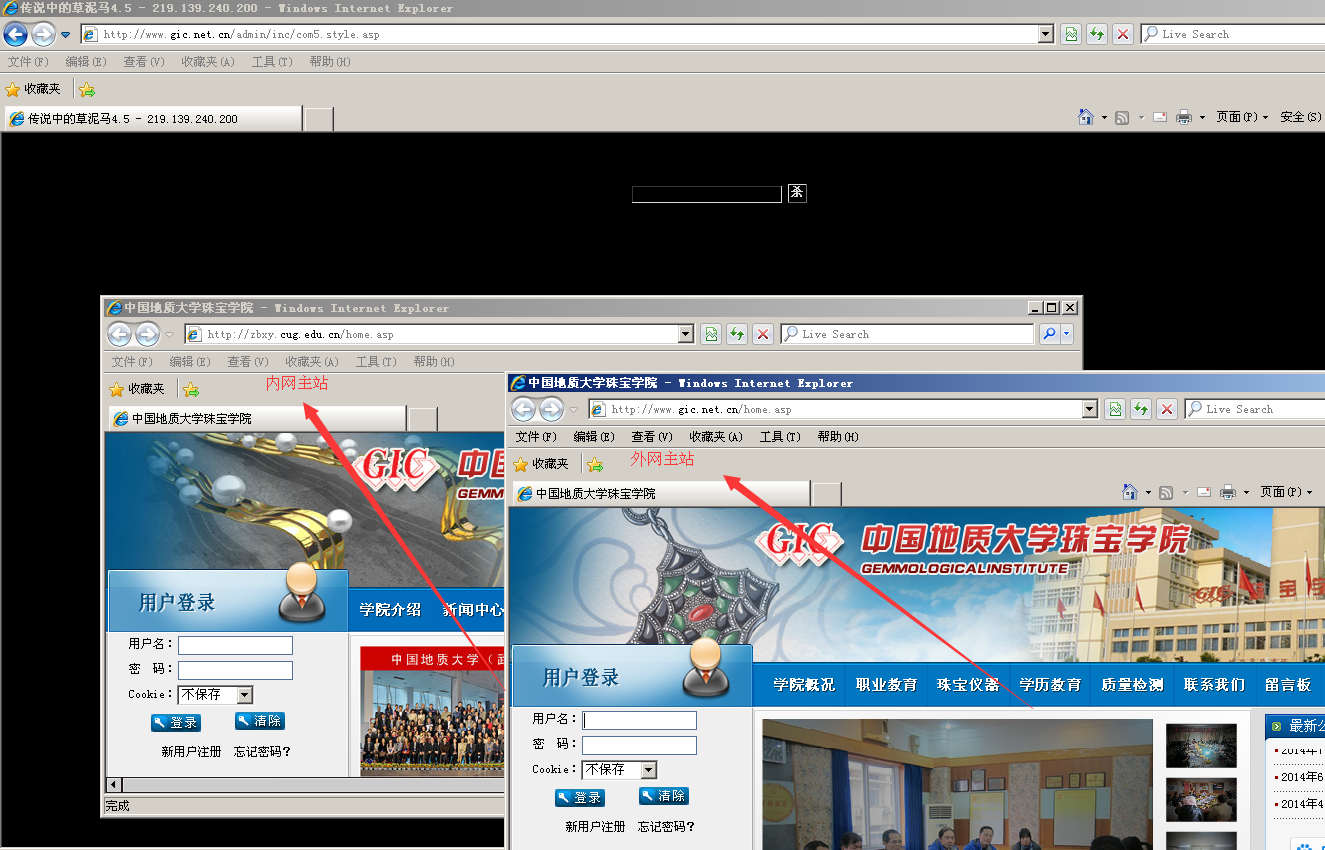 传说中的草泥马4.5 - 219.139.240.200 - Windows Internet Explorer
http://www.gic.net.cn/admin/inc/com5.style.asp
Live Search
文件(F) 编辑(E) 查看(V) 收藏夹(A) 工具(T) 帮助(H)
收藏夹
传说中的草泥马4.5 - 219.139.240.200
页面(P) 安全(S)
杀
中国地质大学珠宝学院 - Windows Internet Explorer
http://zbxy.cug.edu.cn/home.asp
Live Search
文件(F) 编辑(E) 查看(V) 收藏夹(A) 工具(T) 帮助(H)
收藏夹
内网主站
中国地质大学珠宝学院
GIC 中国
GEMM
用户登录
学院介绍 新闻中心
用户名：
密 码：
Cookie：
不保存
登录 清除
新用户注册 忘记密码?
中国地质大学（武
完成
中国地质大学珠宝学院 - Windows Internet Explorer
http://www.gic.net.cn/home.asp
Live Search
文件(F) 编辑(E) 查看(V) 收藏夹(A) 工具(T) 帮助(H)
收藏夹
外网主站
中国地质大学珠宝学院
页面(P)
GIC 中国地质大学珠宝学院
GEMMOLOGICALINSTITUTE
GIC 珠宝学
用户登录
学院概况 职业教育 珠宝仪器 学历教育 质量检测 联系我们 留言板
用户名：
密 码：
Cookie：
不保存
登录 清除
新用户注册 忘记密码?
最新公
2014年6
2014年4